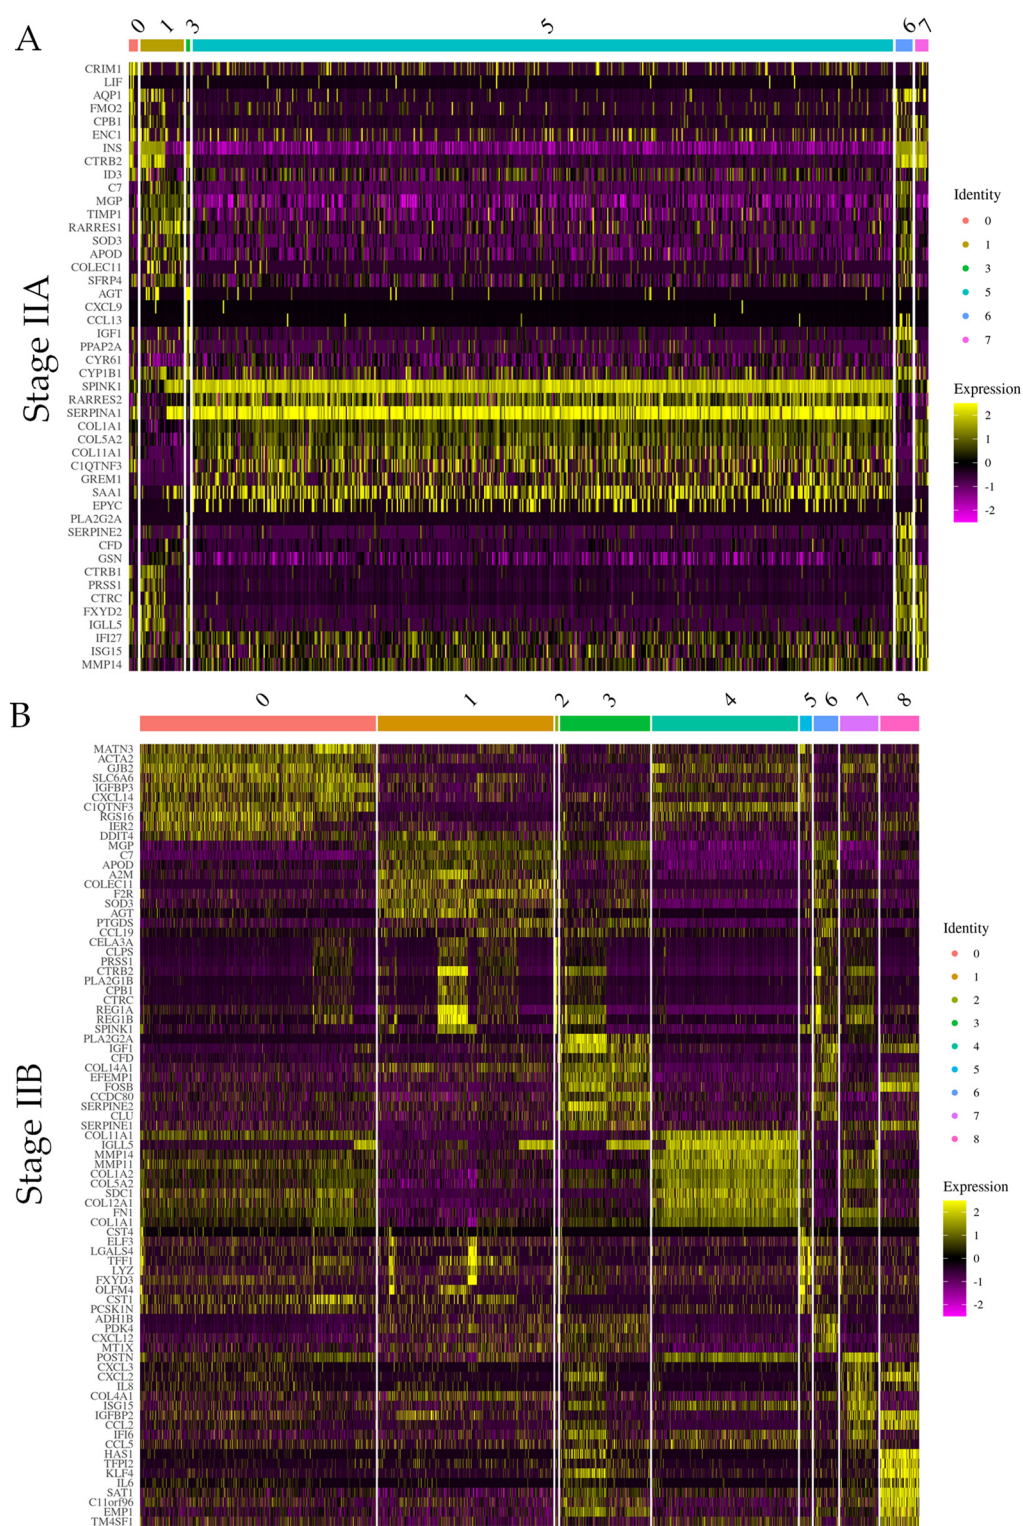 A
0 1 3 5 6 7
Stage IIA
CRIM1
LIF
AQP1
FMO2
CPB1
ENC1
INS
CTRB2
ID3
C7
MGP
TIMP1
RARRES1
SOD3
APOD
COLEC11
SFRP4
AGT
CXCL9
CCL13
IGF1
PPAP2A
CYR61
CYP1B1
SPINK1
RARRES2
SERPINA1
COL1A1
COL5A2
COL11A1
C1QTNF3
GREM1
SAA1
EPYC
PLA2G2A
SERPINE2
CFD
GSN
CTRB1
PRSS1
CTRC
FXYD2
IGLL5
IFI27
ISG15
MMP14
Identity
0
1
3
5
6
7
Expression
2
1
0
-1
-2
B
0 1 2 3 4 5 6 7 8
Stage IIB
MATN3
ACTA2
GJB2
SLC6A6
IGFBP3
CXCL14
C1QTNF3
RGS16
IER2
DDIT4
MGP
C7
APOD
A2M
COLEC11
F2R
SOD3
AGT
PTGDS
CCL19
CELA3A
CLPS
PRSS1
CTRB2
PLA2G1B
CPB1
CTRC
REG1A
REG1B
SPINK1
PLA2G2A
IGF1
CFD
COL14A1
EFEMP1
FOSB
CCDC80
SERPINE2
CLU
SERPINE1
COL11A1
IGLL5
MMP14
MMP11
COL1A2
COL5A2
SDC1
COL12A1
FN1
COL1A1
CST4
ELF3
LGALS4
TFF1
LYZ
FXYD3
OLFM4
CST1
PCSK1N
ADH1B
PDK4
CXCL12
MT1X
POSTN
CXCL3
CXCL2
IL8
COL4A1
ISG15
IGFBP2
CCL2
IFI6
CCL5
HAS1
TFPI2
KLF4
IL6
SAT1
C11orf96
EMP1
TM4SF1
Identity
0
1
2
3
4
5
6
7
8
Expression
2
1
0
-1
-2